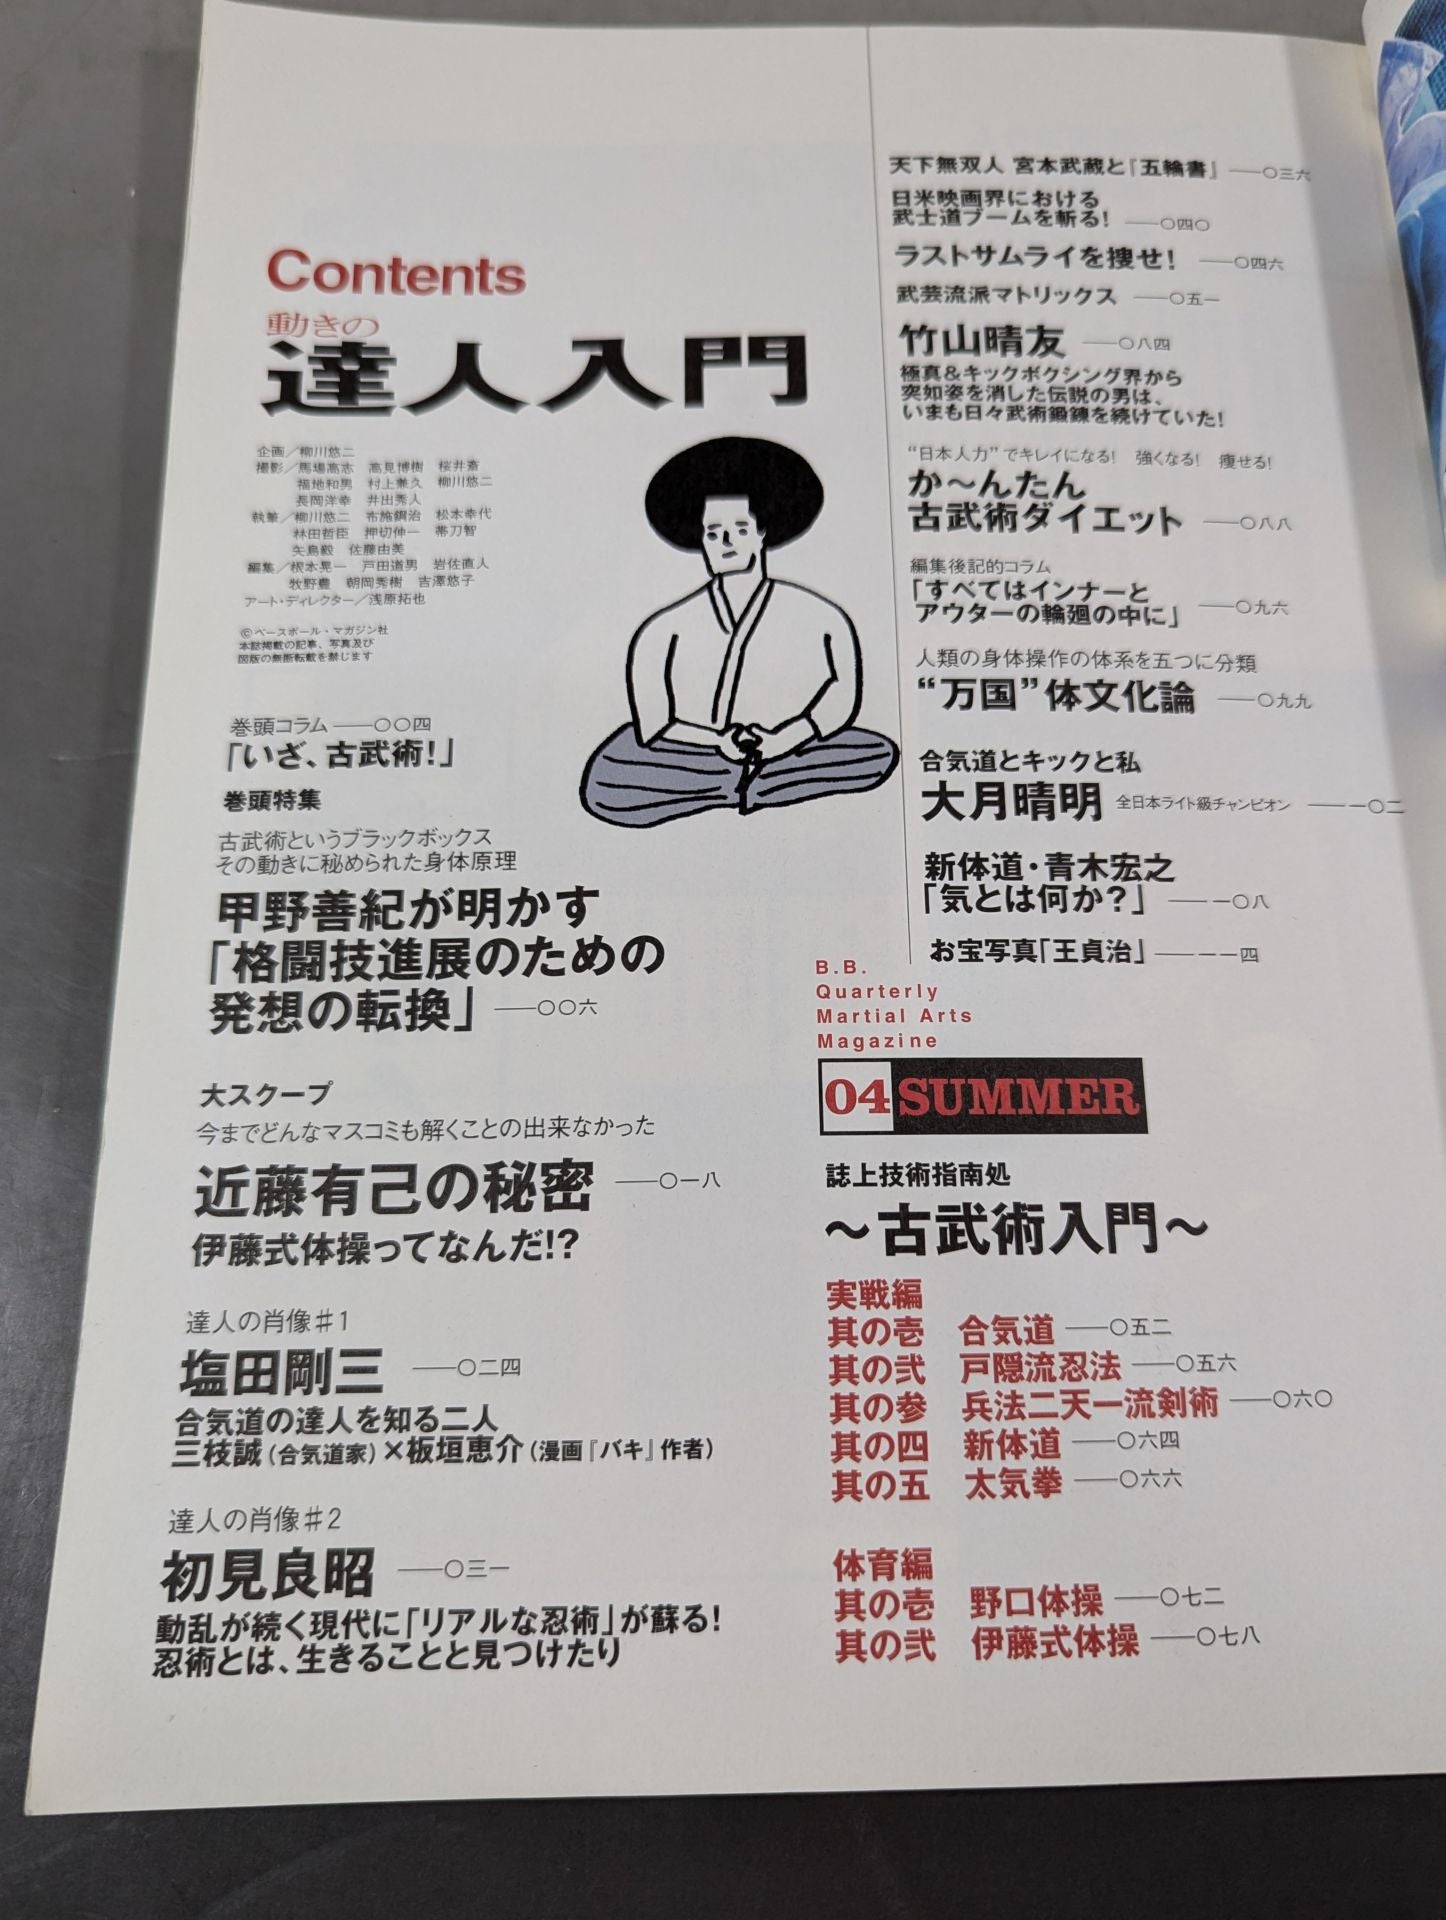 Contents
動きの
達人入門
企画／柳川悠二
撮影／馬場高志　高見博樹　桜井斎
福地和男　村上兼久　柳川悠二
長岡洋幸　井出秀人
執筆／柳川悠二　布施鋼治　松本幸代
林田哲臣　押切伸一　帯刀智
矢島毅　佐藤由美
編集／根本晃一　戸田道男　岩佐直人
牧野豊　朝岡秀樹　吉澤悠子
アート・ディレクター／浅原拓也
©ベースボール・マガジン社
本誌掲載の記事、写真及び
図版の無断転載を禁じます
巻頭コラム——〇〇四
「いざ、古武術!」
巻頭特集
古武術というブラックボックス
その動きに秘められた身体原理
甲野善紀が明かす
「格闘技進展のための
発想の転換」——〇〇六
大スクープ
今までどんなマスコミも解くことの出来なかった
近藤有己の秘密——〇一八
伊藤式体操ってなんだ!?
達人の肖像＃1
塩田剛三——〇二四
合気道の達人を知る二人
三枝誠（合気道家）×板垣恵介（漫画『バキ』作者）
達人の肖像＃2
初見良昭——〇三一
動乱が続く現代に「リアルな忍術」が蘇る!
忍術とは、生きることと見つけたり
天下無双人 宮本武蔵と『五輪書』——〇三六
日米映画界における
武士道ブームを斬る!——〇四〇
ラストサムライを捜せ!——〇四六
武芸流派マトリックス——〇五一
竹山晴友——〇八四
極真＆キックボクシング界から
突如姿を消した伝説の男は、
いまも日々武術鍛錬を続けていた!
“日本人力”でキレイになる!　強くなる!　痩せる!
か〜んたん
古武術ダイエット——〇八八
編集後記的コラム
「すべてはインナーと
アウターの輪廻の中に」——〇九六
人類の身体操作の体系を五つに分類
“万国”体文化論——〇九九
合気道とキックと私
大月晴明 全日本ライト級チャンピオン——一〇二
新体道・青木宏之
「気とは何か?」——一〇八
お宝写真「王貞治」——一一四
B.B.
Quarterly
Martial Arts
Magazine
04 SUMMER
誌上技術指南処
〜古武術入門〜
実戦編
其の壱　合気道——〇五二
其の弐　戸隠流忍法——〇五六
其の参　兵法二天一流剣術——〇六〇
其の四　新体道——〇六四
其の五　太気拳——〇六六
体育編
其の壱　野口体操——〇七二
其の弐　伊藤式体操——〇七八